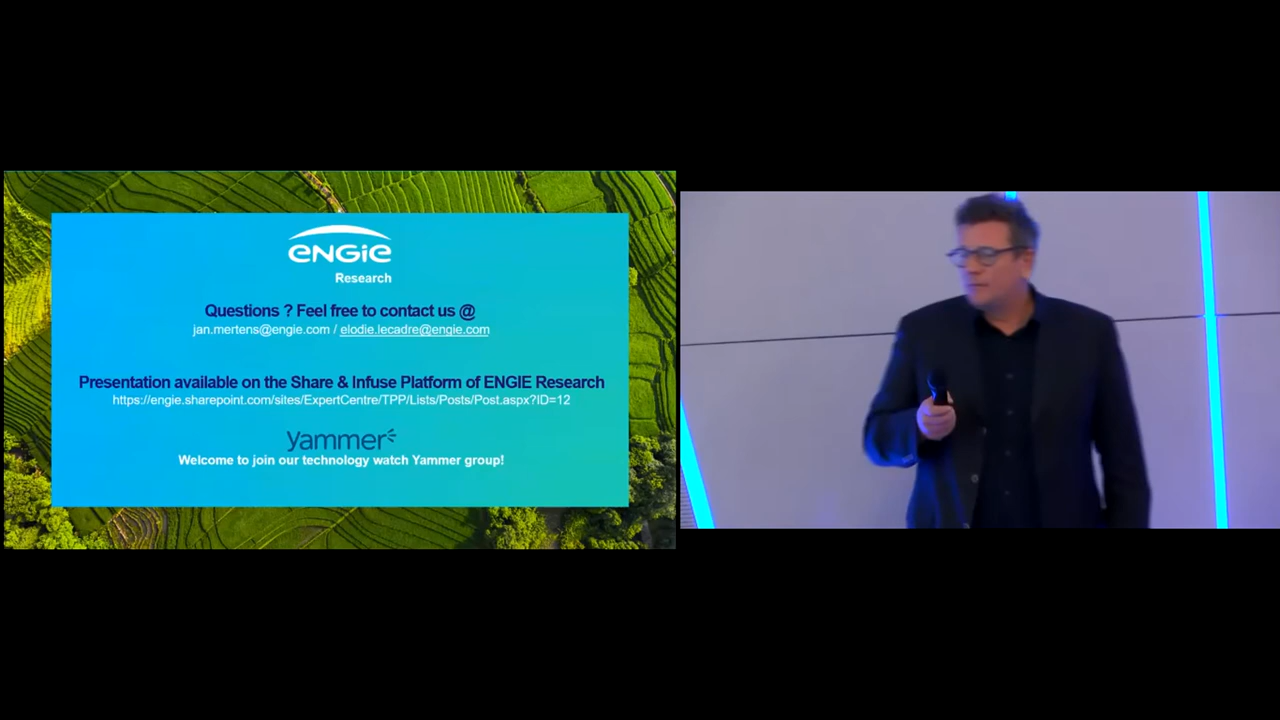 ENGIE
Research
Questions ? Feel free to contact us @
jan.mertens@engie.com / elodie.lecadre@engie.com
Presentation available on the Share & Infuse Platform of ENGIE Research
https://engie.sharepoint.com/sites/ExpertCentre/TPP/Lists/Posts/Post.aspx?ID=12
yammer
Welcome to join our technology watch Yammer group!